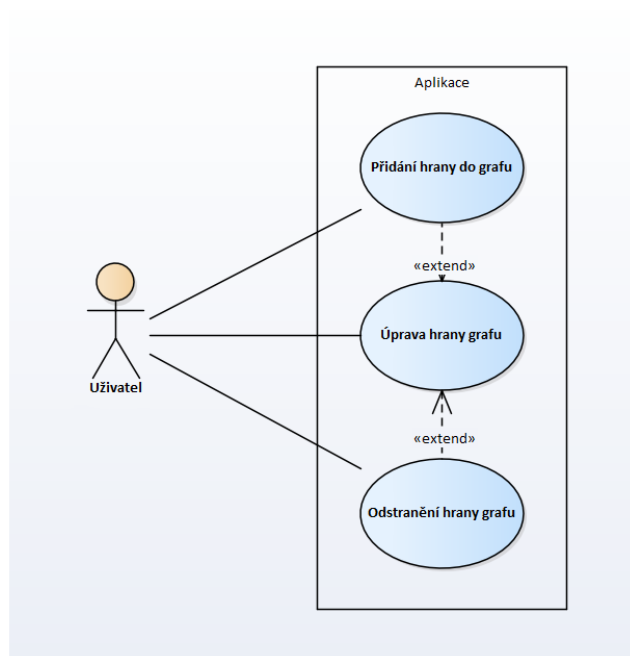 Aplikace
Přidání hrany do grafu
«extend»
Úprava hrany grafu
Uživatel
«extend»
Odstranění hrany grafu